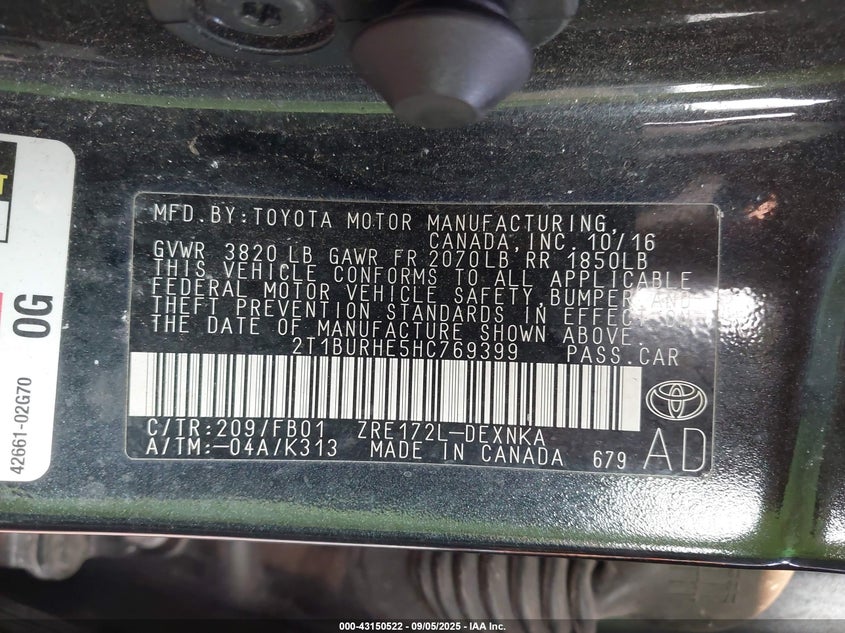 MFD.BY:TOYOTA MOTOR MANUFACTURING,
CANADA,INC. 10/16
GVWR 3820 LB GAWR FR 2070LB RR 1850LB
THIS VEHICLE CONFORMS TO ALL APPLICABLE
FEDERAL MOTOR VEHICLE SAFETY,BUMPER,AND
THEFT PREVENTION STANDARDS IN EFFECT ON
THE DATE OF MANUFACTURE SHOWN ABOVE.
2T1BURHE5HC769399 PASS.CAR
C/TR:209/FB01 ZRE172L-DEXNKA
A/TM:-04A/K313 MADE IN CANADA 679 AD
0G
42661-02G70
000-43150522 - 09/05/2025 - IAA Inc.